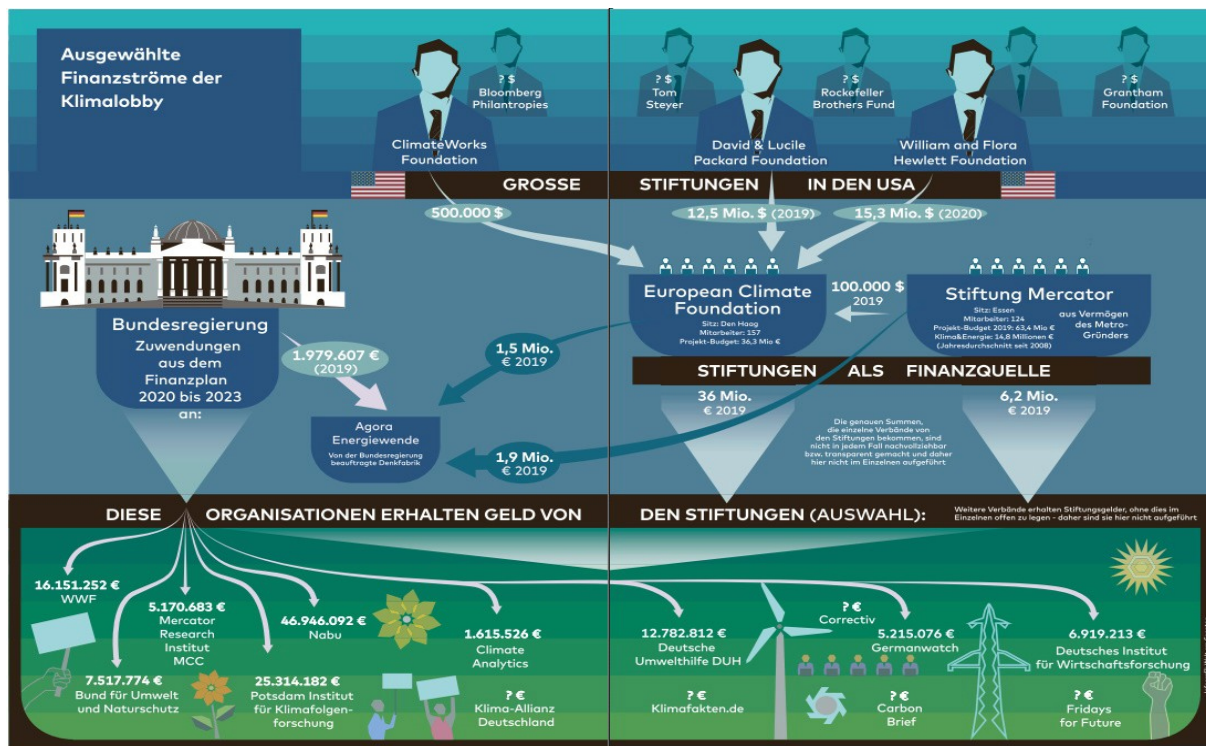 Ausgewählte
Finanzströme der
Klimalobby
ClimateWorks
Foundation
? $
Bloomberg
Philantropies
? $
Tom
Steyer
David & Lucile
Packard Foundation
? $
Rockefeller
Brothers Fund
William and Flora
Hewlett Foundation
? $
Grantham
Foundation
GROSSE STIFTUNGEN IN DEN USA
500.000 $
12,5 Mio. $ (2019)
15,3 Mio. $ (2020)
Bundesregierung
Zuwendungen
aus dem
Finanzplan
2020 bis 2023
an:
1.979.607 €
(2019)
1,5 Mio.
€ 2019
European Climate
Foundation
Sitz: Den Haag
Mitarbeiter: 157
Projekt-Budget: 36,3 Mio €
100.000 $
2019
Stiftung Mercator
Sitz: Essen
Mitarbeiter: 124
Projekt-Budget 2019: 63,4 Mio €
Klima&Energie: 14,8 Millionen €
(Jahresdurchschnitt seit 2008)
aus Vermögen
des Metro-
Gründers
STIFTUNGEN ALS FINANZQUELLE
Agora
Energiewende
Von der Bundesregierung
beauftragte Denkfabrik
1,9 Mio.
€ 2019
36 Mio.
€ 2019
Die genauen Summen,
die einzelne Verbände von
den Stiftungen bekommen, sind
nicht in jedem Fall nachvollziehbar
bzw. transparent gemacht und daher
hier nicht im Einzelnen aufgeführt
6,2 Mio.
€ 2019
DIESE ORGANISATIONEN ERHALTEN GELD VON DEN STIFTUNGEN (AUSWAHL):
Weitere Verbände erhalten Stiftungsgelder, ohne dies im
Einzelnen offen zu legen - daher sind sie hier nicht aufgeführt
16.151.252 €
WWF
5.170.683 €
Mercator
Research
Institut
MCC
46.946.092 €
Nabu
1.615.526 €
Climate
Analytics
12.782.812 €
Deutsche
Umwelthilfe DUH
? €
Correctiv
5.215.076 €
Germanwatch
6.919.213 €
Deutsches Institut
für Wirtschaftsforschung
7.517.774 €
Bund für Umwelt
und Naturschutz
25.314.182 €
Potsdam Institut
für Klimafolgen-
forschung
? €
Klima-Allianz
Deutschland
? €
Klimafakten.de
? €
Carbon
Brief
? €
Fridays
for Future